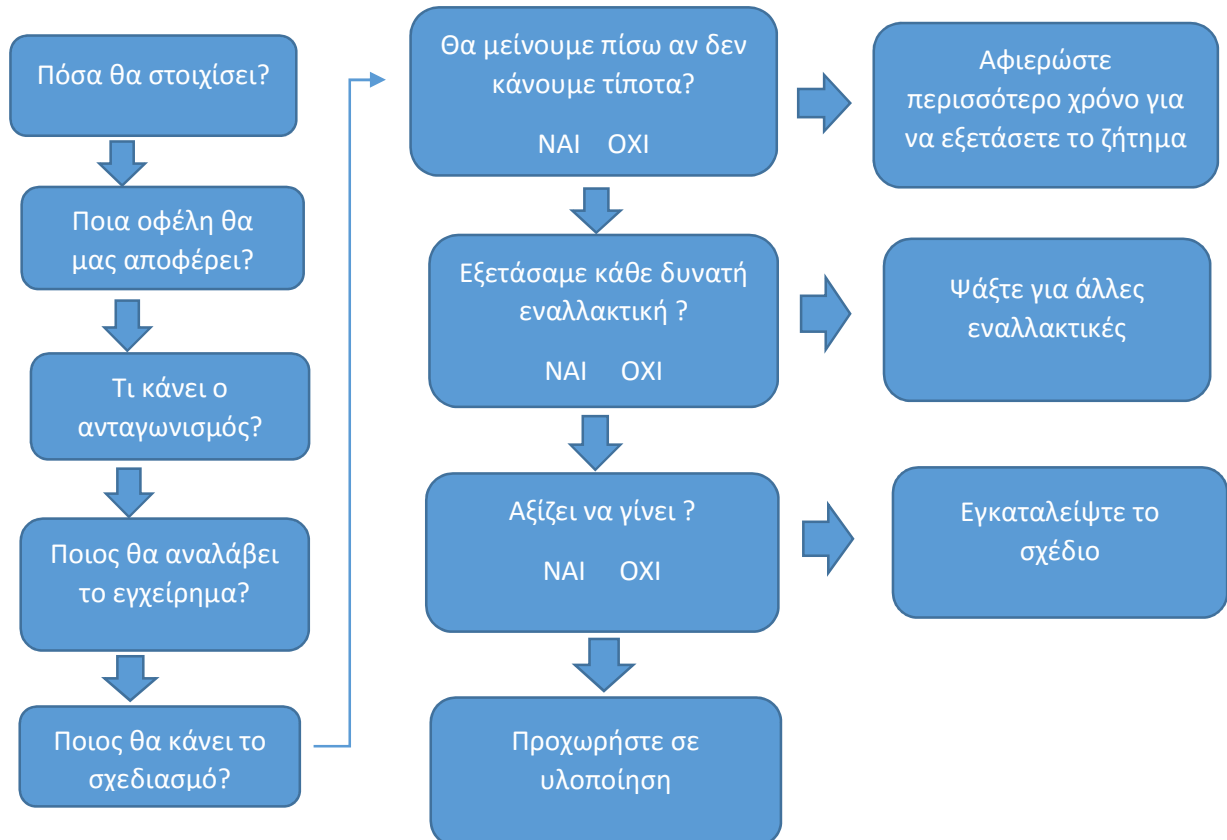 Πόσα θα στοιχίσει?
Ποια οφέλη θα
μας αποφέρει?
Τι κάνει ο
ανταγωνισμός?
Ποιος θα αναλάβει
το εγχείρημα?
Ποιος θα κάνει το
σχεδιασμό?
Θα μείνουμε πίσω αν δεν
κάνουμε τίποτα?
ΝΑΙ ΟΧΙ
Αφιερώστε
περισσότερο χρόνο για
να εξετάσετε το ζήτημα
Εξετάσαμε κάθε δυνατή
εναλλακτική ?
ΝΑΙ ΟΧΙ
Ψάξτε για άλλες
εναλλακτικές
Αξίζει να γίνει ?
ΝΑΙ ΟΧΙ
Εγκαταλείψτε το
σχέδιο
Προχωρήστε σε
υλοποίηση